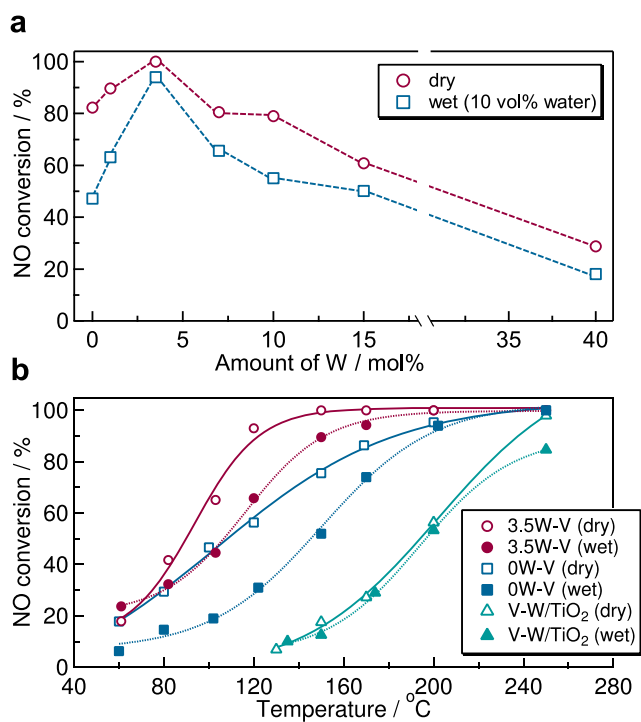 a
NO conversion / %
100
80
60
40
20
0
dry
wet (10 vol% water)
0 5 10 15 35 40
Amount of W / mol%
b
NO conversion / %
100
80
60
40
20
0
3.5W-V (dry)
3.5W-V (wet)
0W-V (dry)
0W-V (wet)
V-W/TiO₂ (dry)
V-W/TiO₂ (wet)
40 80 120 160 200 240 280
Temperature / °C